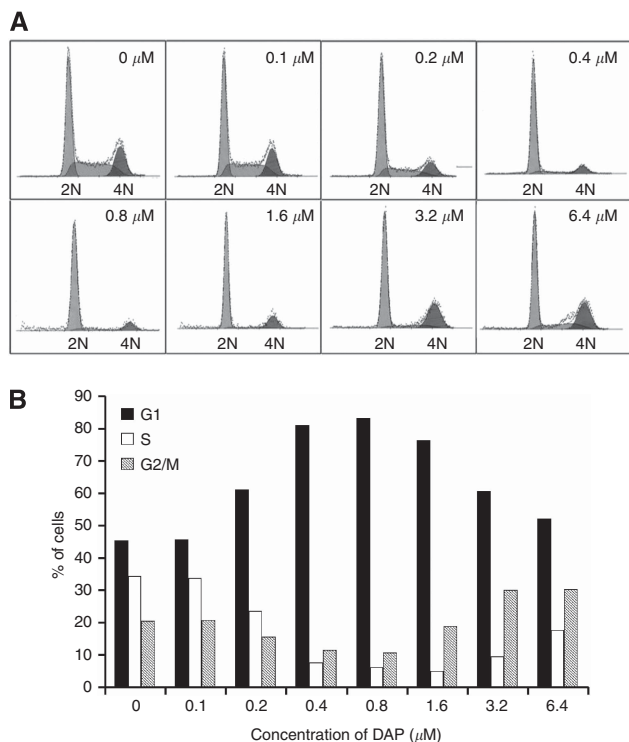 A
0 μM
0.1 μM
0.2 μM
0.4 μM
2N 4N
2N 4N
2N 4N
2N 4N
0.8 μM
1.6 μM
3.2 μM
6.4 μM
2N 4N
2N 4N
2N 4N
2N 4N
B
90
80
70
60
50
40
30
20
10
0
% of cells
G1
S
G2/M
0 0.1 0.2 0.4 0.8 1.6 3.2 6.4
Concentration of DAP (μM)